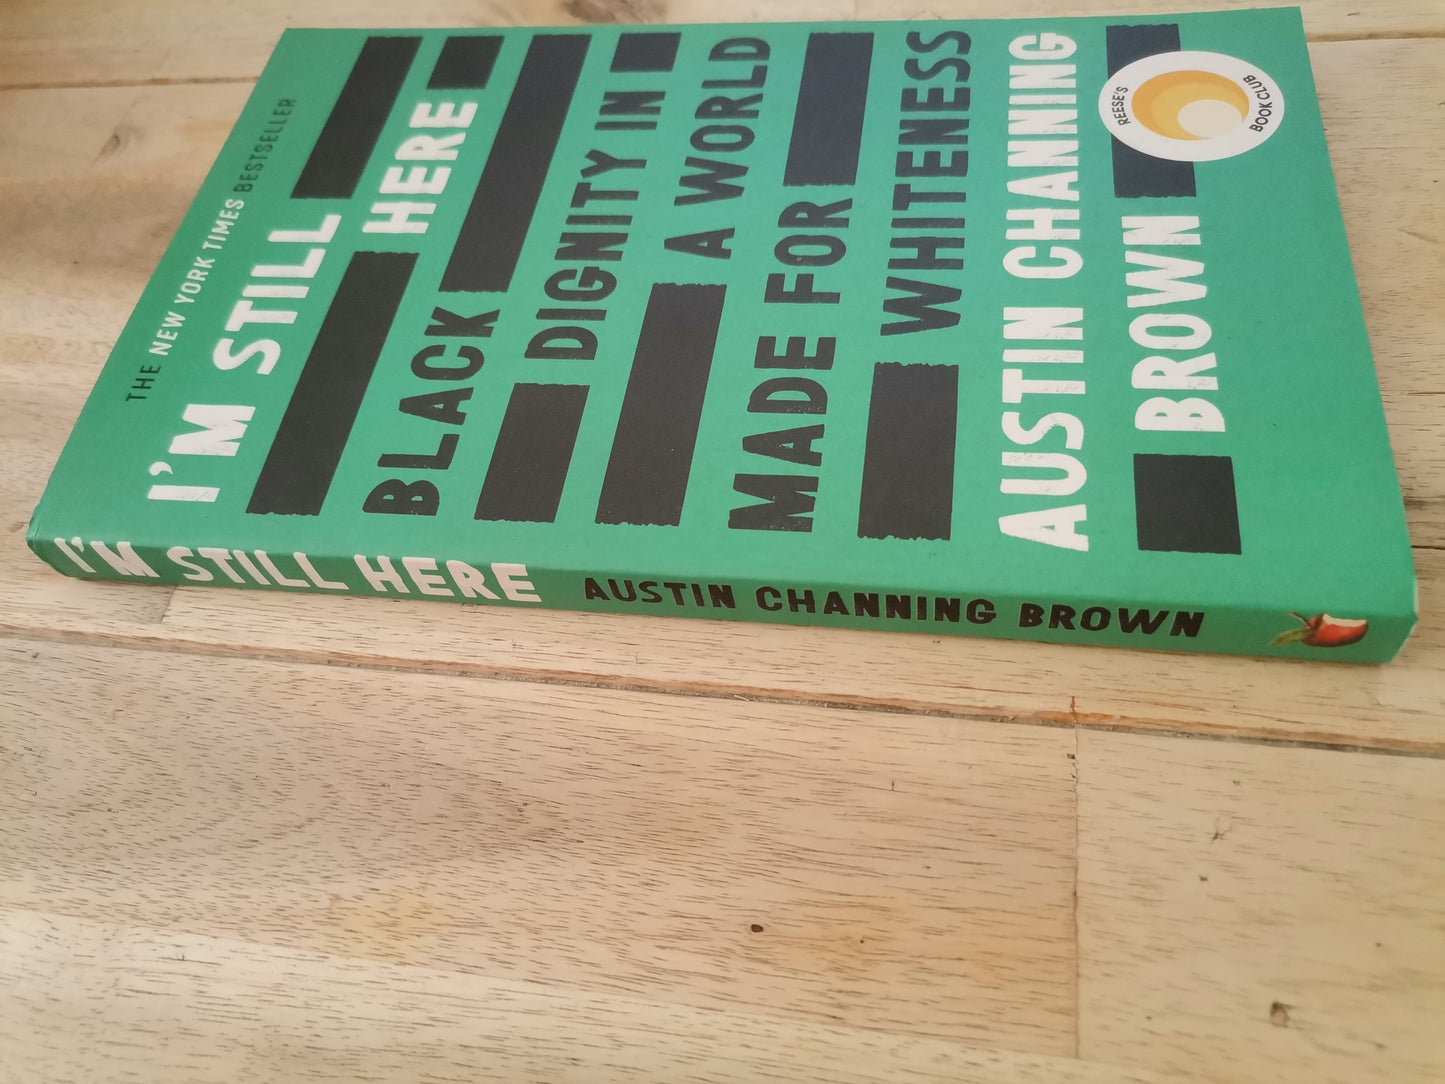 THE NEW YORK TIMES BESTSELLER
I'M STILL
HERE
BLACK
DIGNITY IN
A WORLD
MADE FOR
WHITENESS
AUSTIN CHANNING
BROWN
REESE'S
BOOK CLUB
I'M STILL HERE AUSTIN CHANNING BROWN